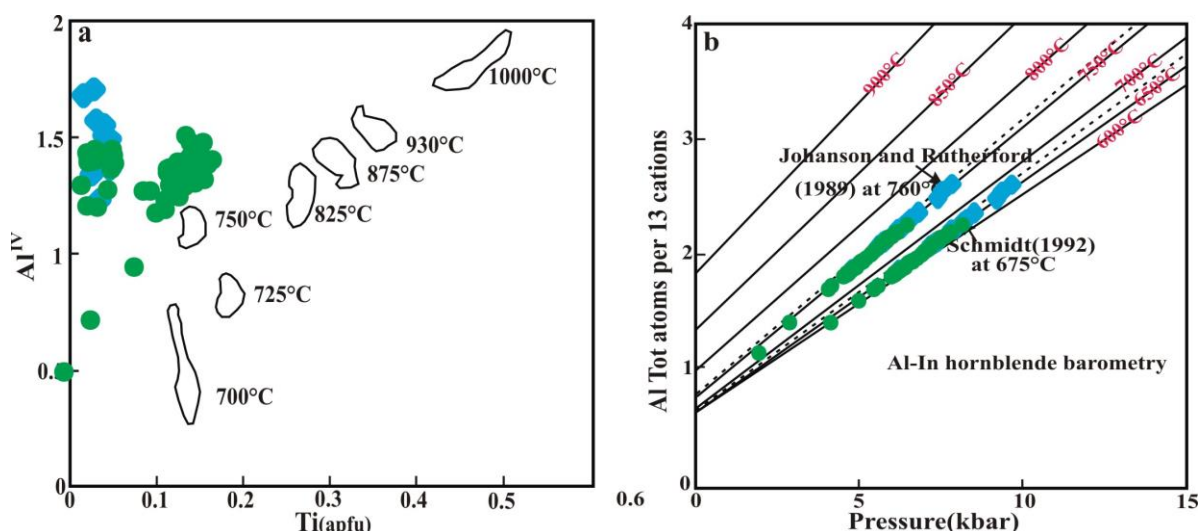 a
2
1.5
1
0.
0
Al^IV
1000°C
930°C
875°C
825°C
750°C
725°C
700°C
0
0.1
0.2
0.3
0.4
0.5
0.6
Ti(apfu)
b
4
3
2
1
0
Al Tot atoms per 13 cations
900°C
850°C
800°C
750°C
700°C
650°C
600°C
Johanson and Rutherford
(1989) at 760°
Schmidt(1992)
at 675°C
Al-In hornblende barometry
0
5
10
15
Pressure(kbar)